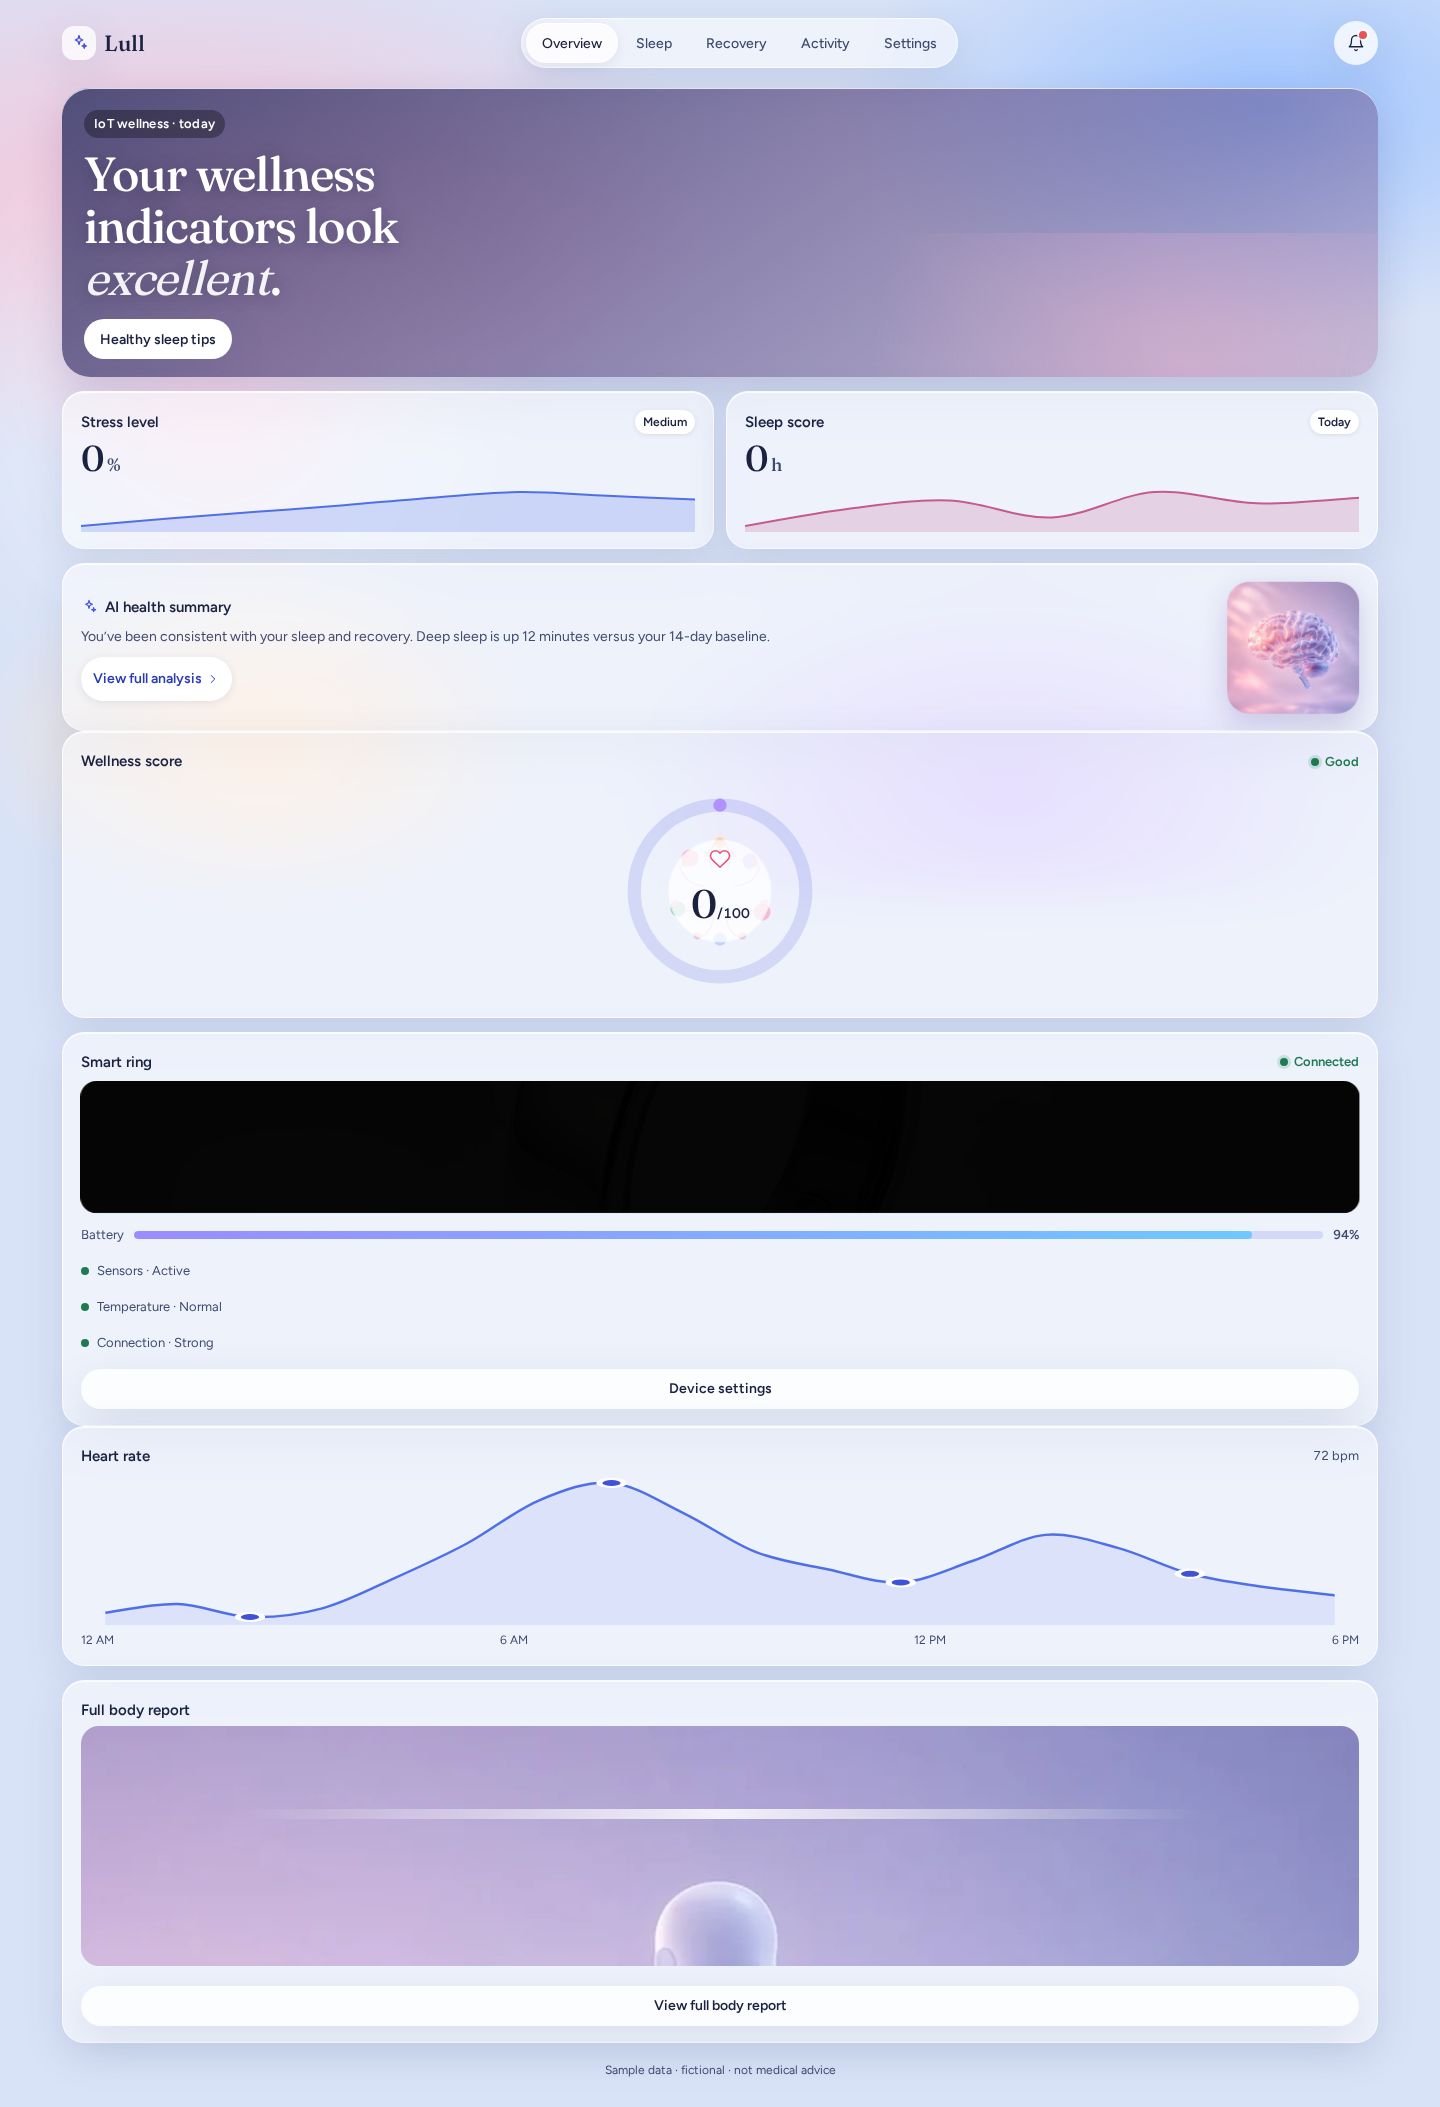 Lull
Overview
Sleep
Recovery
Activity
Settings
IoT wellness · today
Your wellness
indicators look
excellent.
Healthy sleep tips
Stress level
Medium
0 %
Sleep score
Today
0 h
AI health summary
You've been consistent with your sleep and recovery. Deep sleep is up 12 minutes versus your 14-day baseline.
View full analysis
Wellness score
Good
0/100
Smart ring
Connected
Battery
94%
Sensors · Active
Temperature · Normal
Connection · Strong
Device settings
Heart rate
72 bpm
12 AM
6 AM
12 PM
6 PM
Full body report
View full body report
Sample data · fictional · not medical advice